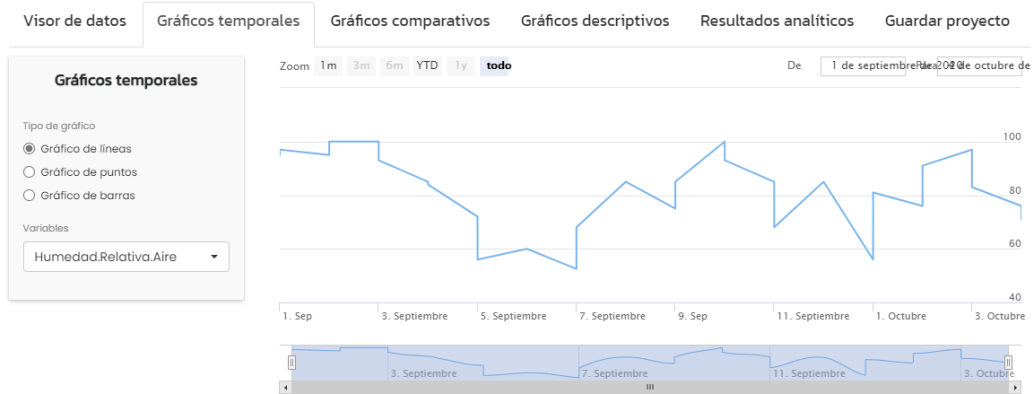 Visor de datos
Gráficos temporales
Gráficos comparativos
Gráficos descriptivos
Resultados analíticos
Guardar proyecto
Gráficos temporales
Tipo de gráfico
Gráfico de líneas
Gráfico de puntos
Gráfico de barras
Variables
Humedad.Relativa.Aire
Zoom 1m 3m 6m YTD 1y todo
De 1 de septiembre de octubre de
100
80
60
40
1. Sep 3. Septiembre 5. Septiembre 7. Septiembre 9. Sep 11. Septiembre 1. Octubre 3. Octubre
3. Septiembre 7. Septiembre 11. Septiembre 3. Octubre